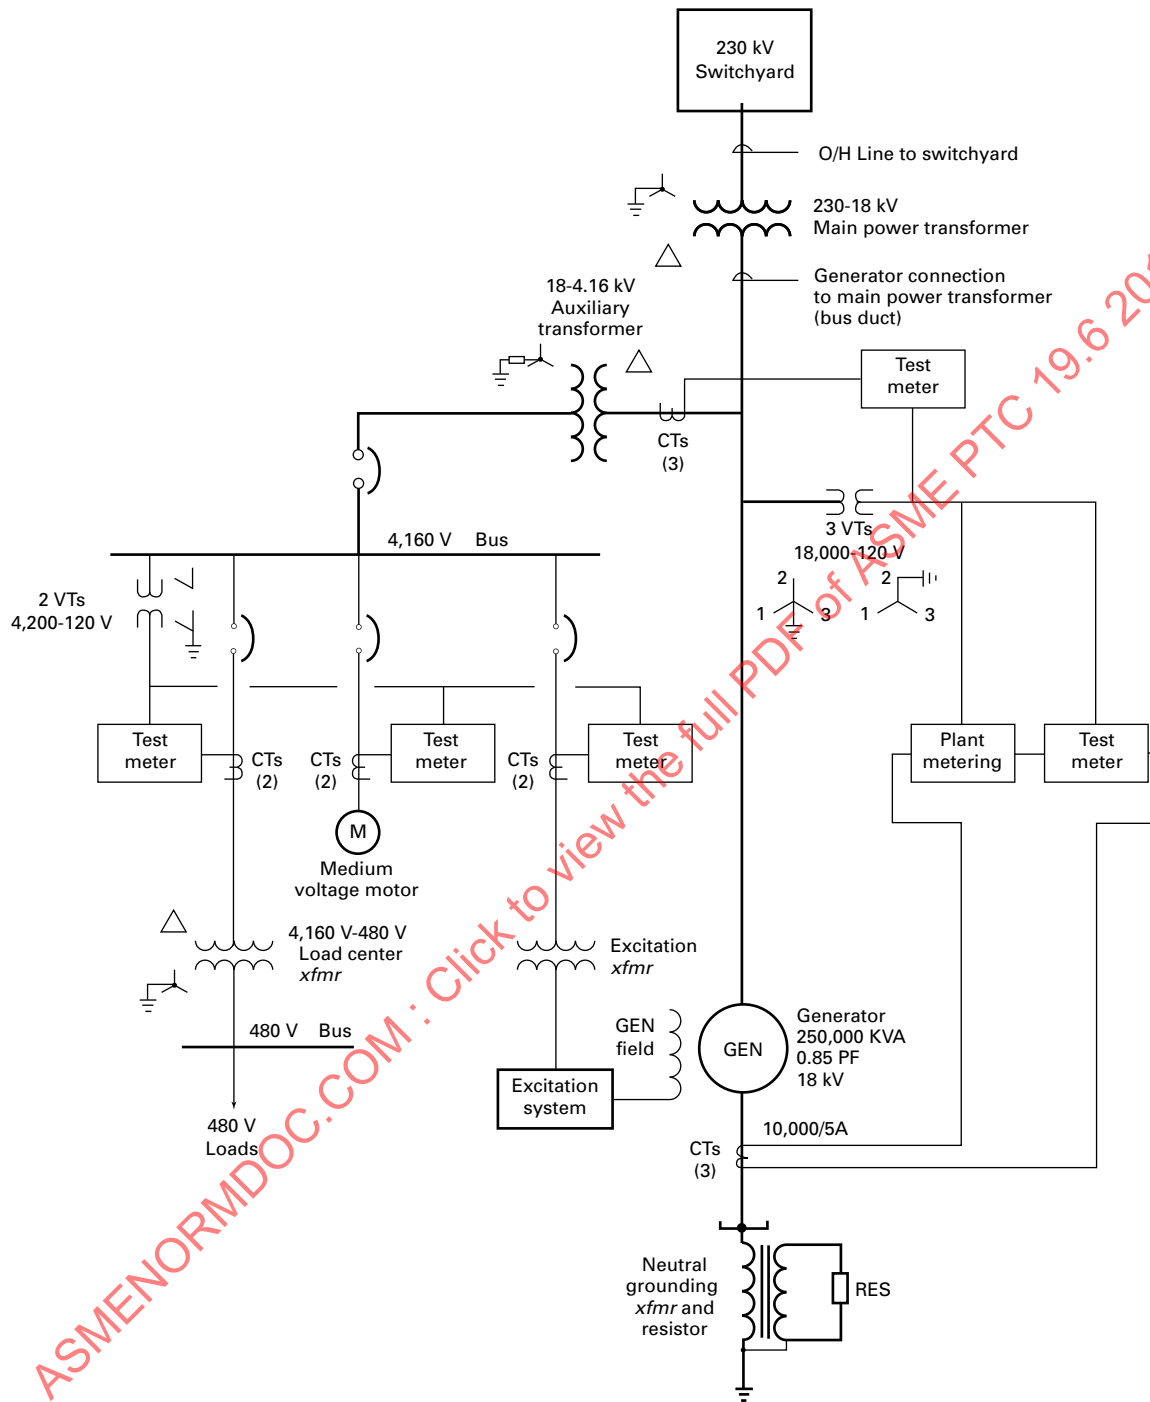 230 kV
Switchyard
O/H Line to switchyard
230-18 kV
Main power transformer
Generator connection
to main power transformer
(bus duct)
18-4.16 kV
Auxiliary
transformer
Test
meter
CTs
(3)
3 VTs
18,000-120 V
4,160 V Bus
2 VTs
4,200-120 V
2
1
3
2
1
3
Test
meter
CTs
(2)
CTs
(2)
Test
meter
CTs
(2)
Test
meter
Plant
metering
Test
meter
M
Medium
voltage motor
4,160 V-480 V
Load center
xfmr
Excitation
xfmr
480 V Bus
GEN
field
GEN
Generator
250,000 KVA
0.85 PF
18 kV
Excitation
system
480 V
Loads
10,000/5A
CTs
(3)
Neutral
grounding
xfmr and
resistor
RES
ASMENORMDOC.COM : Click to view the full PDF of ASME PTC 19.6 201